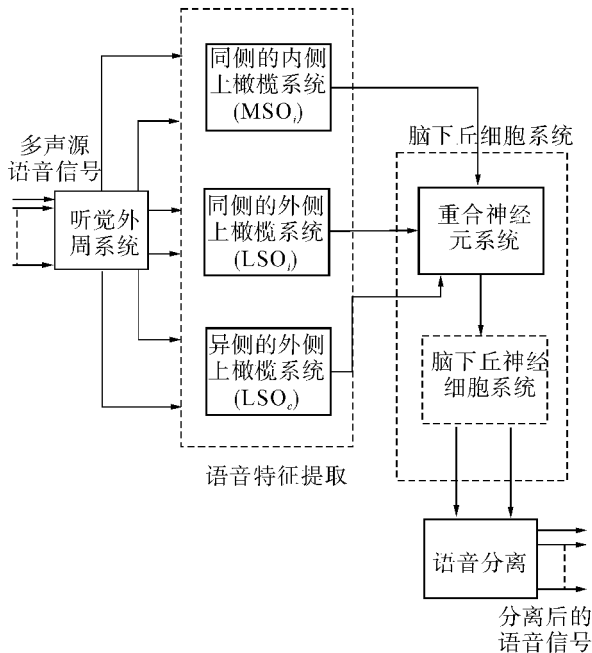 多声源
语音信号
听觉外
周系统
同侧的内侧
上橄榄系统
(MSOi)
同侧的外侧
上橄榄系统
(LSOi)
异侧的外侧
上橄榄系统
(LSOc)
语音特征提取
脑下丘细胞系统
重合神经
元系统
脑下丘神经
细胞系统
语音分离
分离后的
语音信号